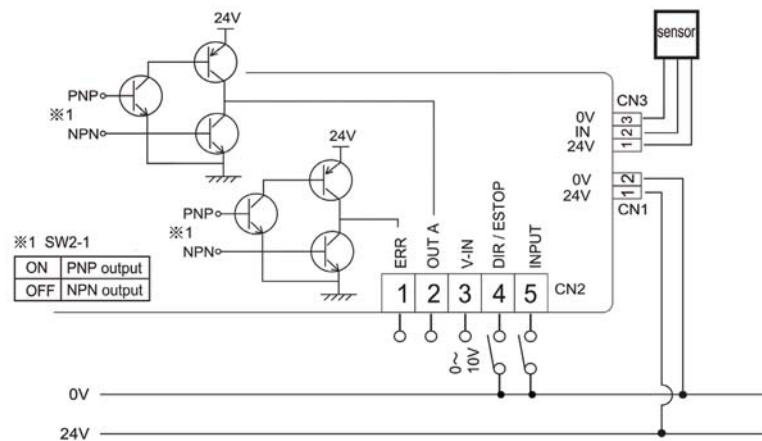 24V
PNP
※1
NPN
24V
PNP
※1
NPN
※1 SW2-1
ON PNP output
OFF NPN output
sensor
CN3
0V 3
IN 2
24V 1
0V 2
24V 1
CN1
ERR
OUT A
V-IN
DIR / ESTOP
INPUT
1 2 3 4 5
CN2
0~
10V
0V
24V